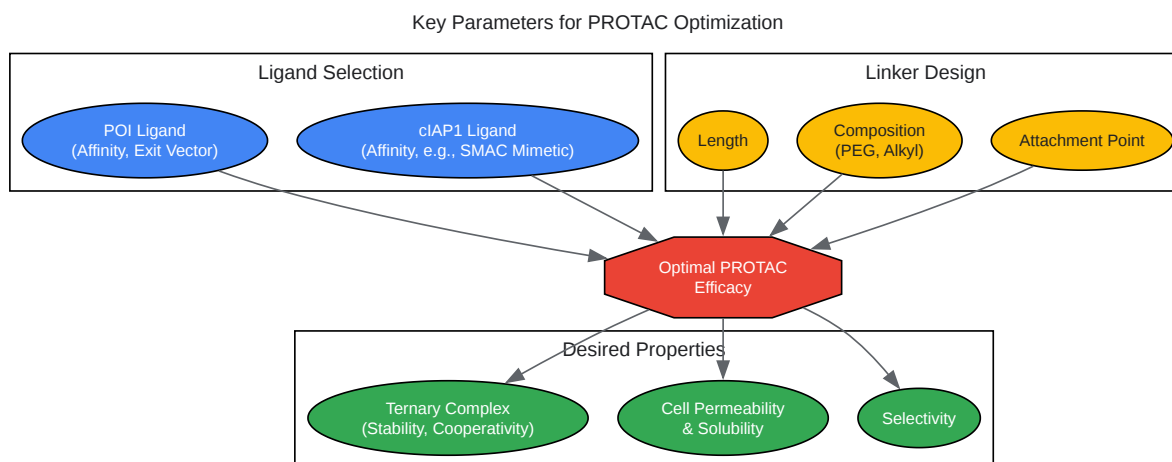 Key Parameters for PROTAC Optimization
Ligand Selection
POI Ligand
(Affinity, Exit Vector)
cIAP1 Ligand
(Affinity, e.g., SMAC Mimetic)
Linker Design
Length
Composition
(PEG, Alkyl)
Attachment Point
Optimal PROTAC
Efficacy
Desired Properties
Ternary Complex
(Stability, Cooperativity)
Cell Permeability
& Solubility
Selectivity